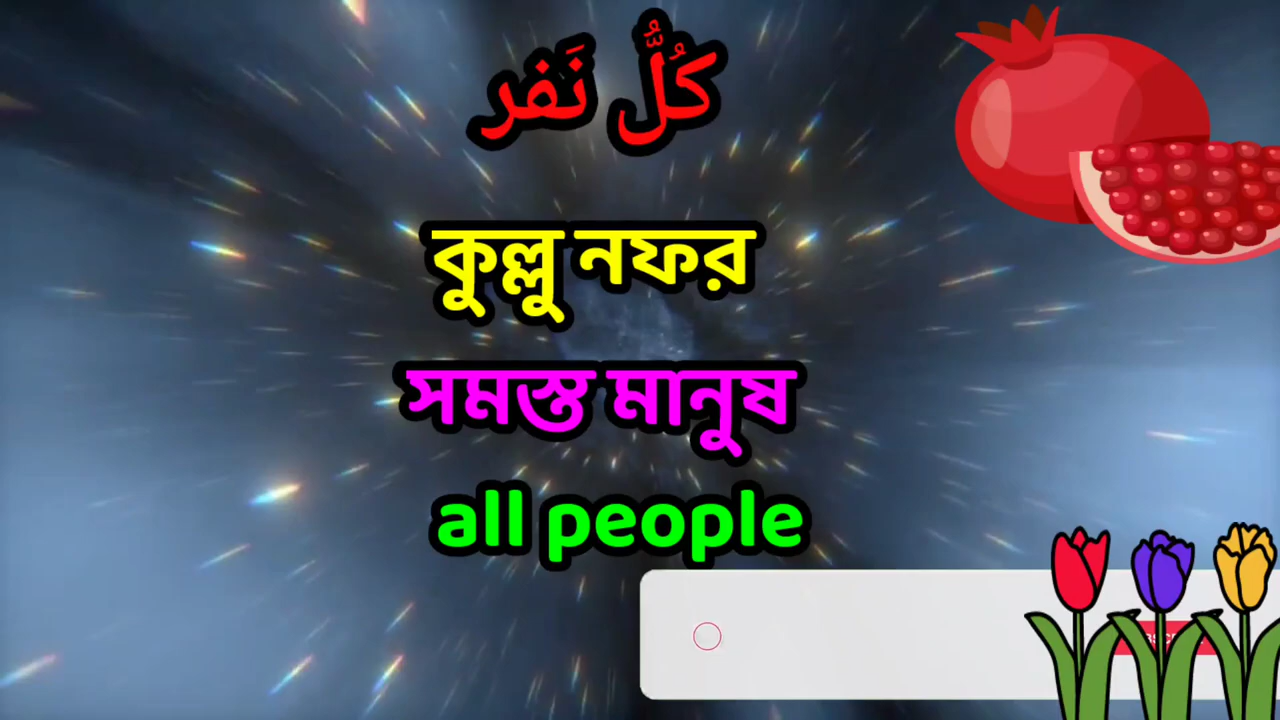 كُلُّ نَفر
কুল্লু নফর
সমস্ত মানুষ
all people